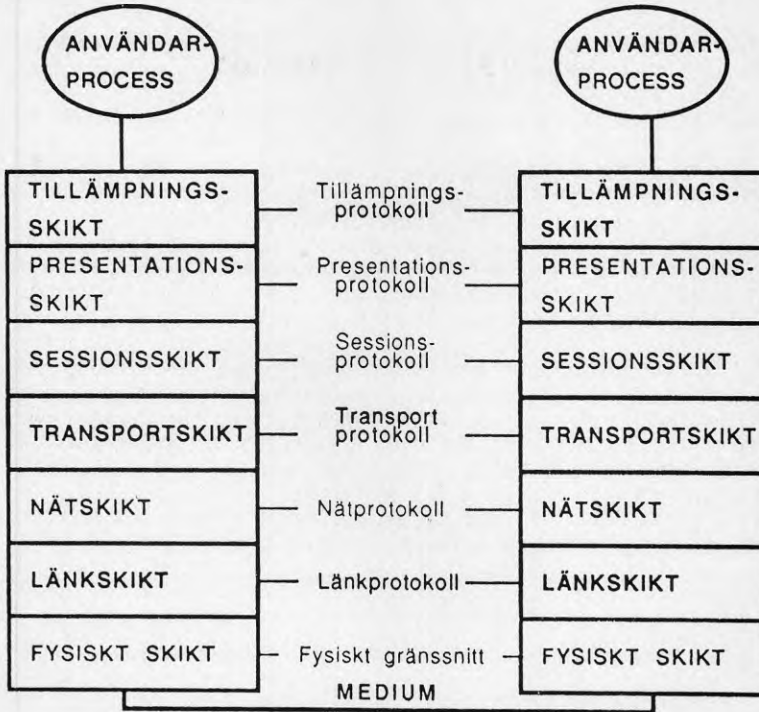 ANVÄNDAR-
PROCESS
ANVÄNDAR-
PROCESS
TILLÄMPNINGS-
SKIKT
Tillämpnings-
protokoll
TILLÄMPNINGS-
SKIKT
PRESENTATIONS-
SKIKT
Presentations-
protokoll
PRESENTATIONS-
SKIKT
SESSIONSSKIKT
Sessions-
protokoll
SESSIONSSKIKT
TRANSPORTSKIKT
Transport
protokoll
TRANSPORTSKIKT
NÄTSKIKT
Nätprotokoll
NÄTSKIKT
LÄNKSKIKT
Länkprotokoll
LÄNKSKIKT
FYSISKT SKIKT
Fysiskt gränssnitt
FYSISKT SKIKT
MEDIUM